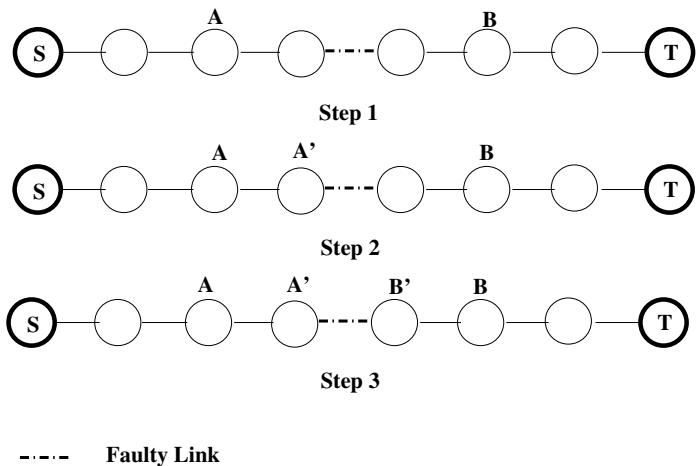 A B
S T
Step 1
A A' B
S T
Step 2
A A' B' B
S T
Step 3
Faulty Link